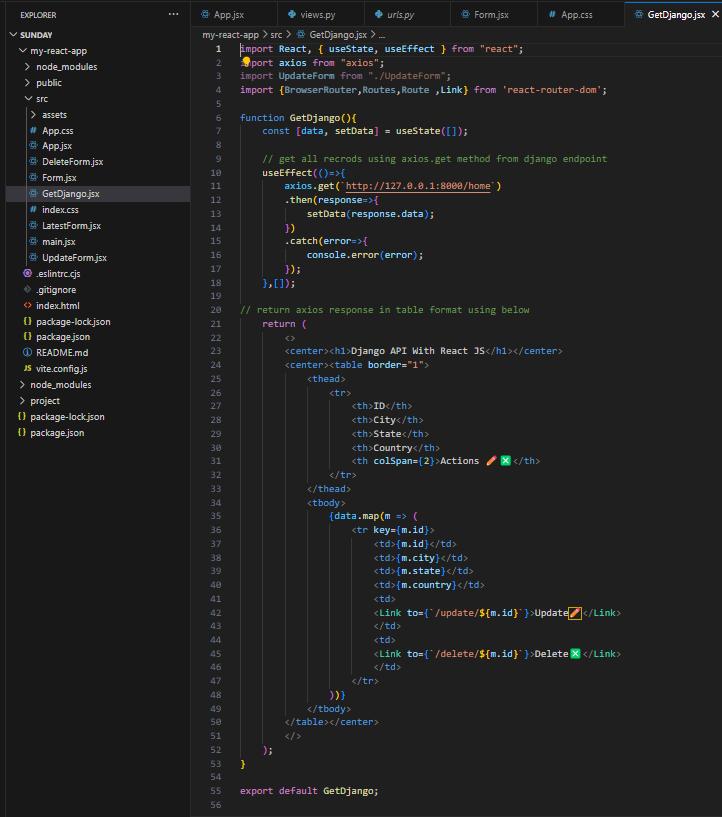 EXPLORER
···
SUNDAY
my-react-app
node_modules
public
src
assets
# App.css
App.jsx
DeleteForm.jsx
Form.jsx
GetDjango.jsx
# index.css
LatestForm.jsx
main.jsx
UpdateForm.jsx
.eslintrc.cjs
.gitignore
<> index.html
{} package-lock.json
{} package.json
README.md
JS vite.config.js
node_modules
project
{} package-lock.json
{} package.json
App.jsx
views.py
urls.py
Form.jsx
# App.css
GetDjango.jsx ×
my-react-app > src > GetDjango.jsx > ...
1 import React, { useState, useEffect } from "react";
2 import axios from "axios";
3 import UpdateForm from "./UpdateForm";
4 import {BrowserRouter,Routes,Route ,Link} from 'react-router-dom';
5
6 function GetDjango(){
7 const [data, setData] = useState([]);
8
9 // get all recrods using axios.get method from django endpoint
10 useEffect(()=>{
11 axios.get(`http://127.0.0.1:8000/home`)
12 .then(response=>{
13 setData(response.data);
14 })
15 .catch(error=>{
16 console.error(error);
17 });
18 },[]);
19
20 // return axios response in table format using below
21 return (
22 <>
23 <center><h1>Django API With React JS</h1></center>
24 <center><table border="1">
25 <thead>
26 <tr>
27 <th>ID</th>
28 <th>City</th>
29 <th>State</th>
30 <th>Country</th>
31 <th colSpan={2}>Actions 🖍️❎</th>
32 </tr>
33 </thead>
34 <tbody>
35 {data.map(m => (
36 <tr key={m.id}>
37 <td>{m.id}</td>
38 <td>{m.city}</td>
39 <td>{m.state}</td>
40 <td>{m.country}</td>
41 <td>
42 <Link to={`/update/${m.id}`}>Update🖍️</Link>
43 </td>
44 <td>
45 <Link to={`/delete/${m.id}`}>Delete❎</Link>
46 </td>
47 </tr>
48 ))}
49 </tbody>
50 </table></center>
51 </>
52 );
53 }
54
55 export default GetDjango;
56